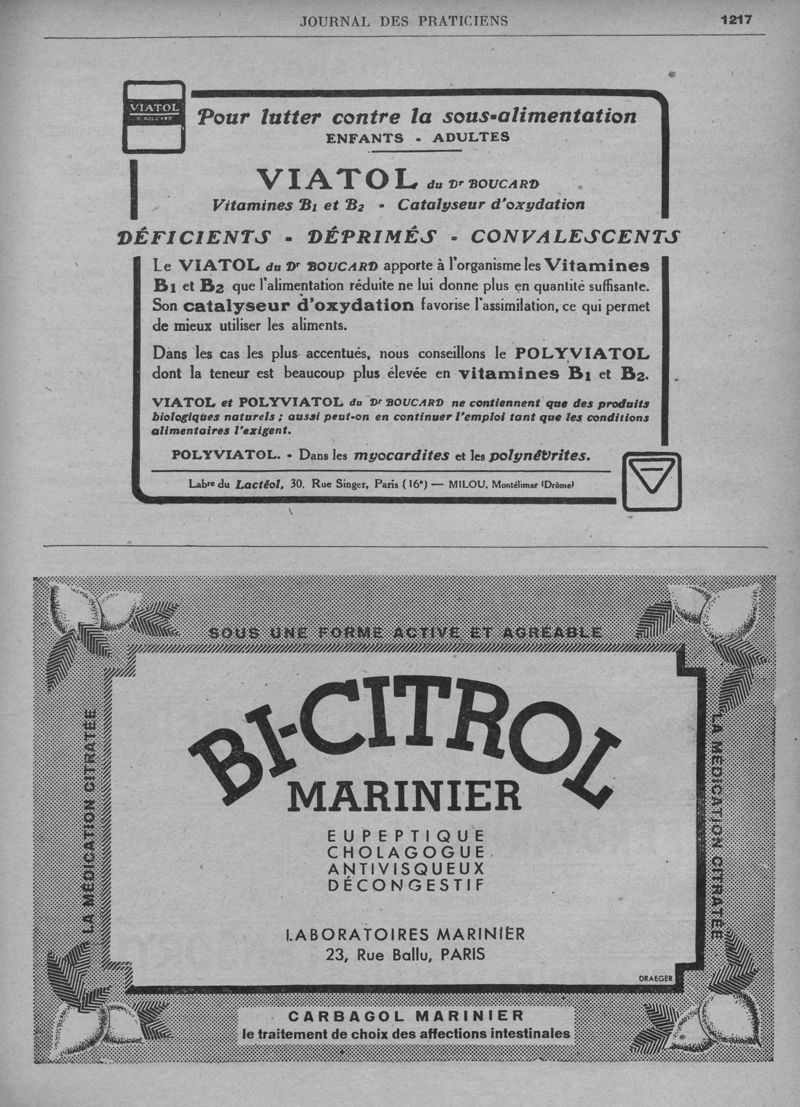 JOURNAL DES PRATICIENS
1217
VIATOL
Dr BOUCARD
Pour lutter contre la sous-alimentation
ENFANTS - ADULTES
VIATOL du Dr BOUCARD
Vitamines B1 et B2 - Catalyseur d'oxydation
DÉFICIENTS - DÉPRIMÉS - CONVALESCENTS
Le VIATOL du Dr BOUCARD apporte à l'organisme les Vitamines
B1 et B2 que l'alimentation réduite ne lui donne plus en quantité suffisante.
Son catalyseur d'oxydation favorise l'assimilation, ce qui permet
de mieux utiliser les aliments.
Dans les cas les plus accentués, nous conseillons le POLYVIATOL
dont la teneur est beaucoup plus élevée en vitamines B1 et B2.
VIATOL et POLYVIATOL du Dr BOUCARD ne contiennent que des produits
biologiques naturels ; aussi peut-on en continuer l'emploi tant que les conditions
alimentaires l'exigent.
POLYVIATOL. - Dans les myocardites et les polynévrites.
Labre du Lactéol, 30, Rue Singer, Paris (16e) — MILOU, Montélimar (Drôme)
SOUS UNE FORME ACTIVE ET AGRÉABLE
LA MÉDICATION CITRATÉE
BI-CITROL
MARINIER
EUPEPTIQUE
CHOLAGOGUE
ANTIVISQUEUX
DÉCONGESTIF
LABORATOIRES MARINIER
23, Rue Ballu, PARIS
DRAEGER
LA MÉDICATION CITRATÉE
CARBAGOL MARINIER
le traitement de choix des affections intestinales